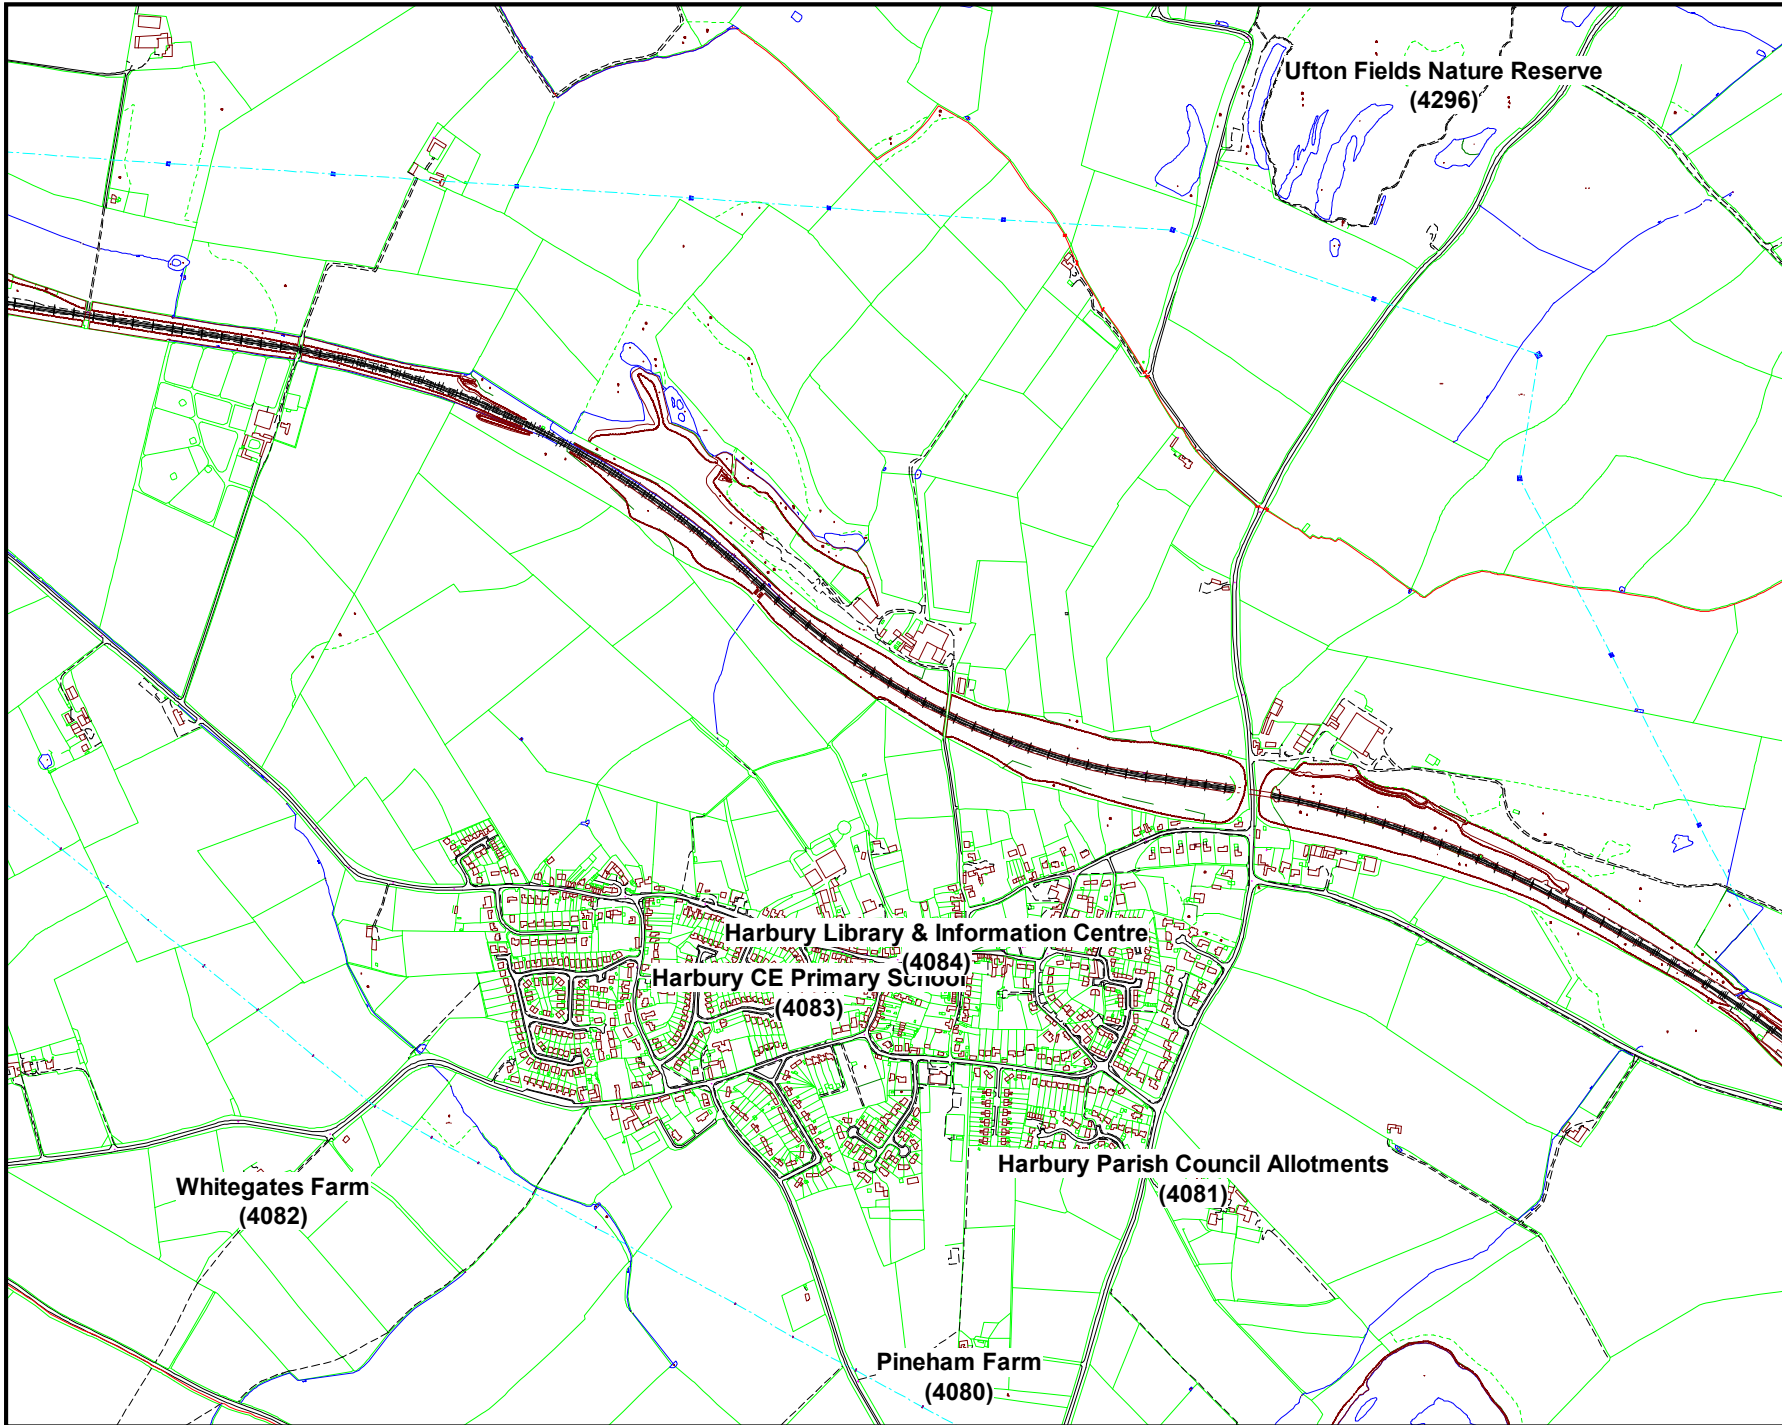 Ufton Fields Nature Reserve
(4296)
Harbury Library & Information Centre
(4084)
Harbury CE Primary School
(4083)
Harbury Parish Council Allotments
(4081)
Whitegates Farm
(4082)
Pineham Farm
(4080)